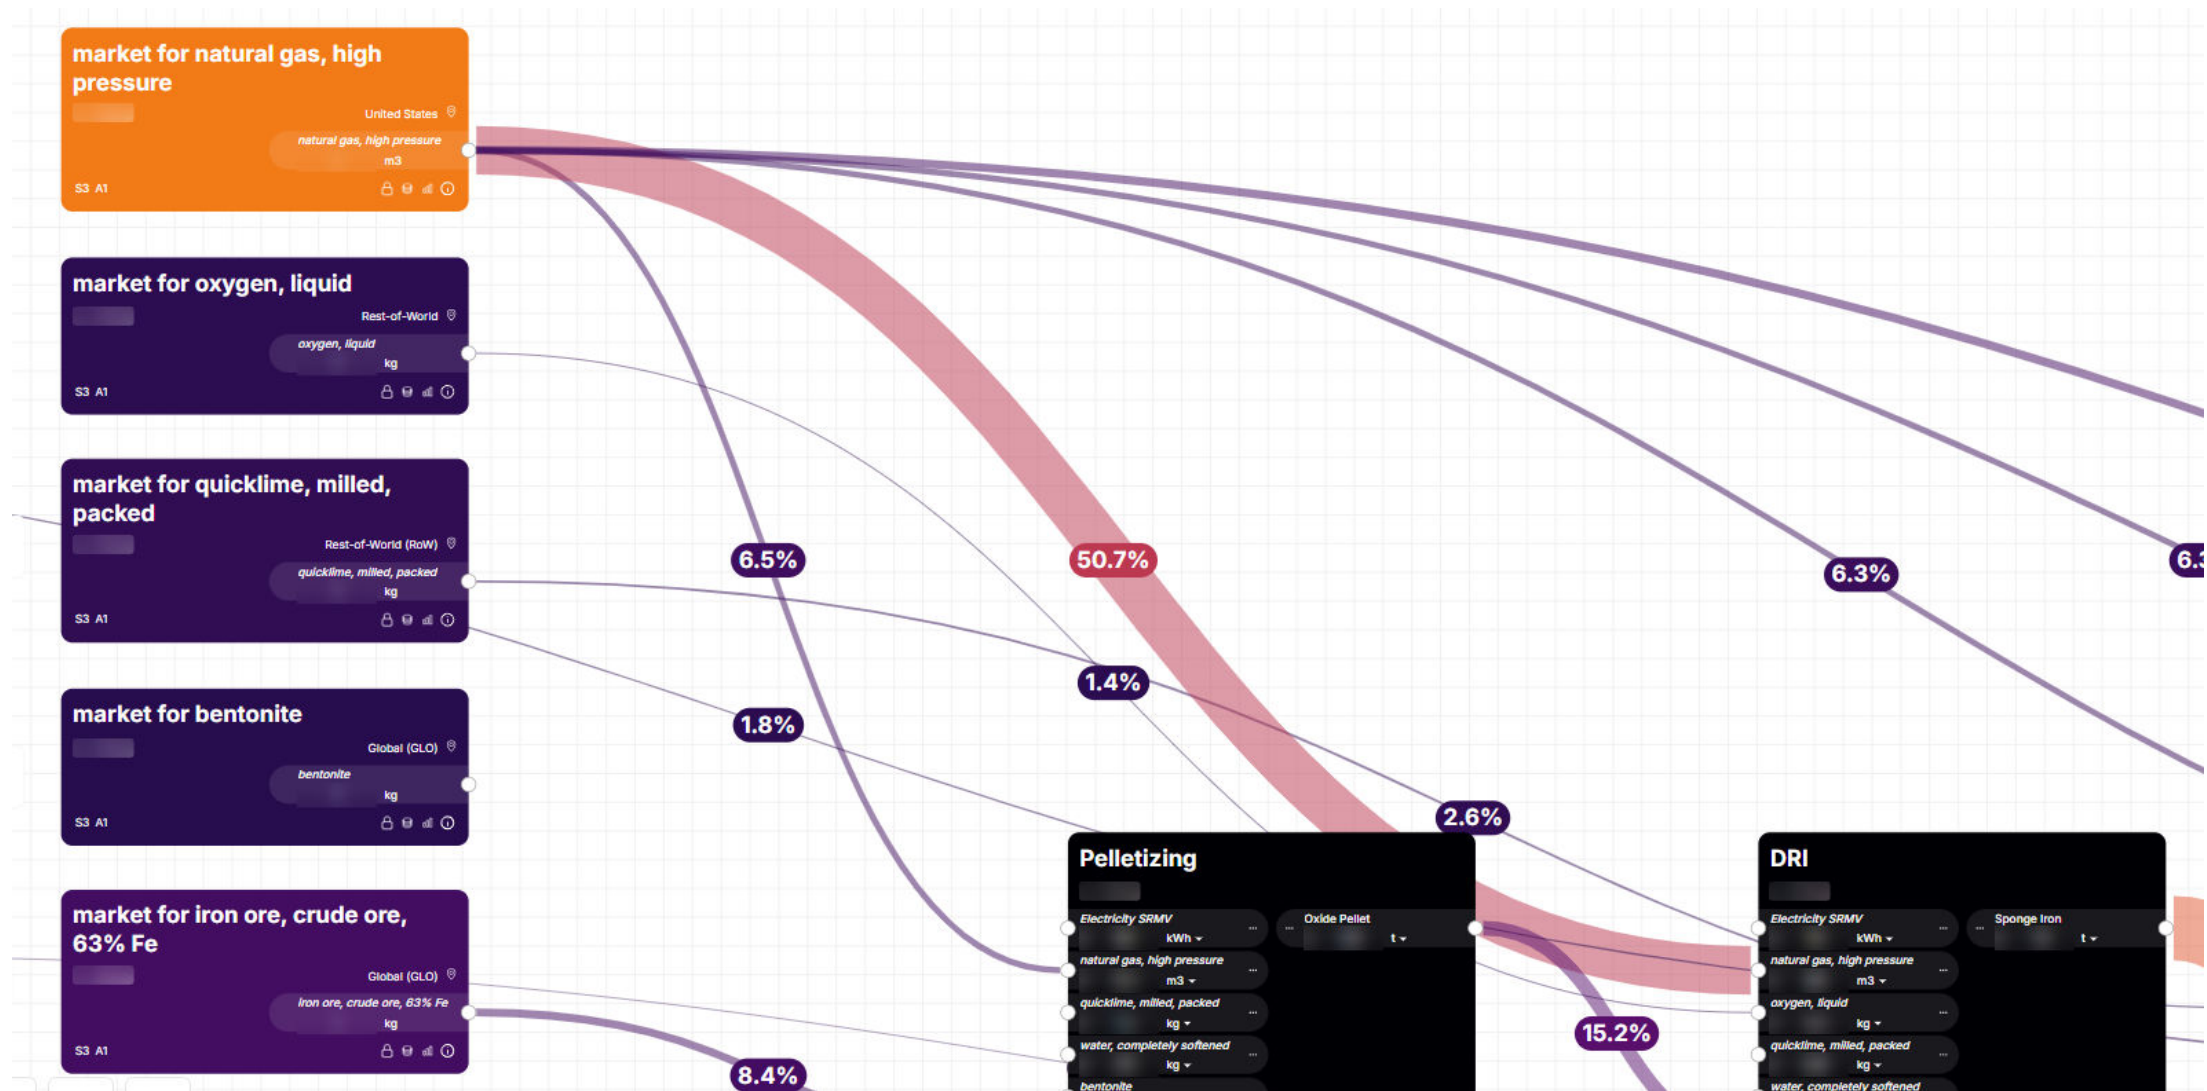 market for natural gas, high
pressure
United States
natural gas, high pressure
m3
S3 A1
market for oxygen, liquid
Rest-of-World
oxygen, liquid
kg
S3 A1
market for quicklime, milled,
packed
Rest-of-World (RoW)
quicklime, milled, packed
kg
S3 A1
market for bentonite
Global (GLO)
bentonite
kg
S3 A1
market for iron ore, crude ore,
63% Fe
Global (GLO)
iron ore, crude ore, 63% Fe
kg
S3 A1
6.5%
50.7%
6.3%
6.3
1.4%
1.8%
2.6%
15.2%
8.4%
Pelletizing
Electricity SRMV
kWh
natural gas, high pressure
m3
quicklime, milled, packed
kg
water, completely softened
kg
bentonite
Oxide Pellet
t
DRI
Electricity SRMV
kWh
natural gas, high pressure
m3
oxygen, liquid
kg
quicklime, milled, packed
kg
water, completely softened
Sponge Iron
t